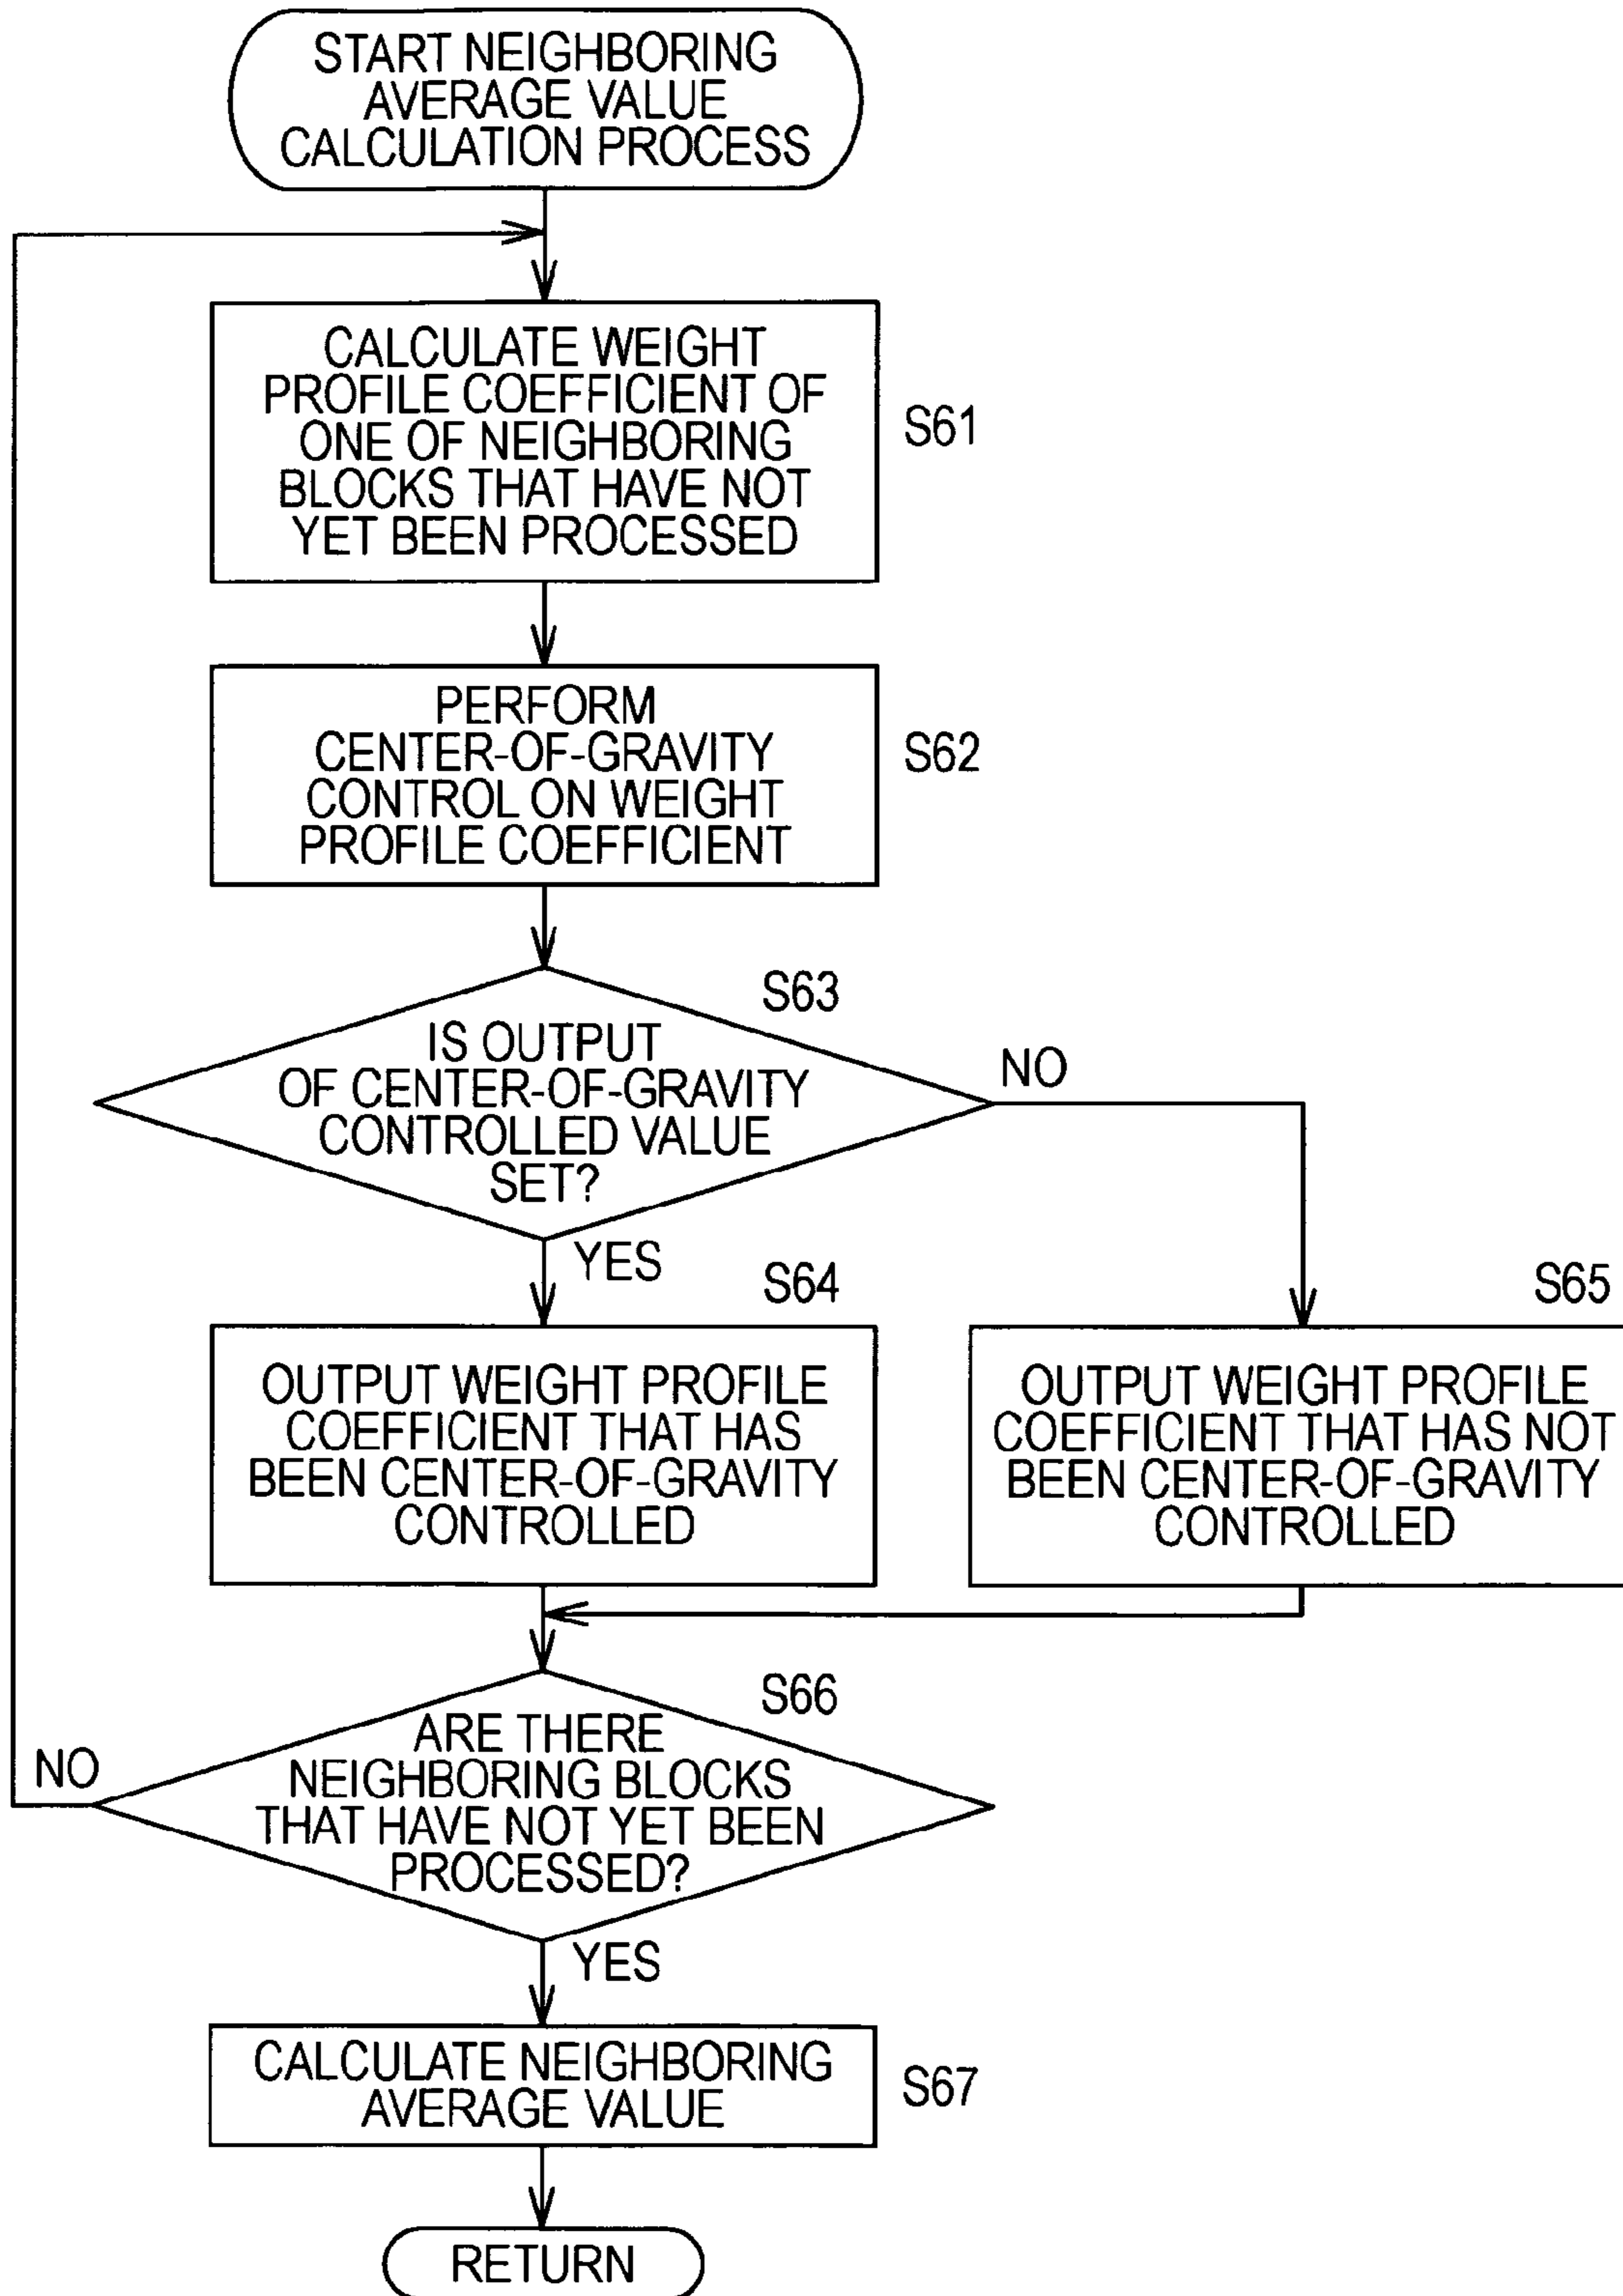 START NEIGHBORING
AVERAGE VALUE
CALCULATION PROCESS
CALCULATE WEIGHT
PROFILE COEFFICIENT OF
ONE OF NEIGHBORING
BLOCKS THAT HAVE NOT
YET BEEN PROCESSED
S61
PERFORM
CENTER-OF-GRAVITY
CONTROL ON WEIGHT
PROFILE COEFFICIENT
S62
S63
IS OUTPUT
OF CENTER-OF-GRAVITY
CONTROLLED VALUE
SET?
NO
YES
S64
S65
OUTPUT WEIGHT PROFILE
COEFFICIENT THAT HAS
BEEN CENTER-OF-GRAVITY
CONTROLLED
OUTPUT WEIGHT PROFILE
COEFFICIENT THAT HAS NOT
BEEN CENTER-OF-GRAVITY
CONTROLLED
S66
ARE THERE
NEIGHBORING BLOCKS
THAT HAVE NOT YET BEEN
PROCESSED?
NO
YES
CALCULATE NEIGHBORING
AVERAGE VALUE
S67
RETURN